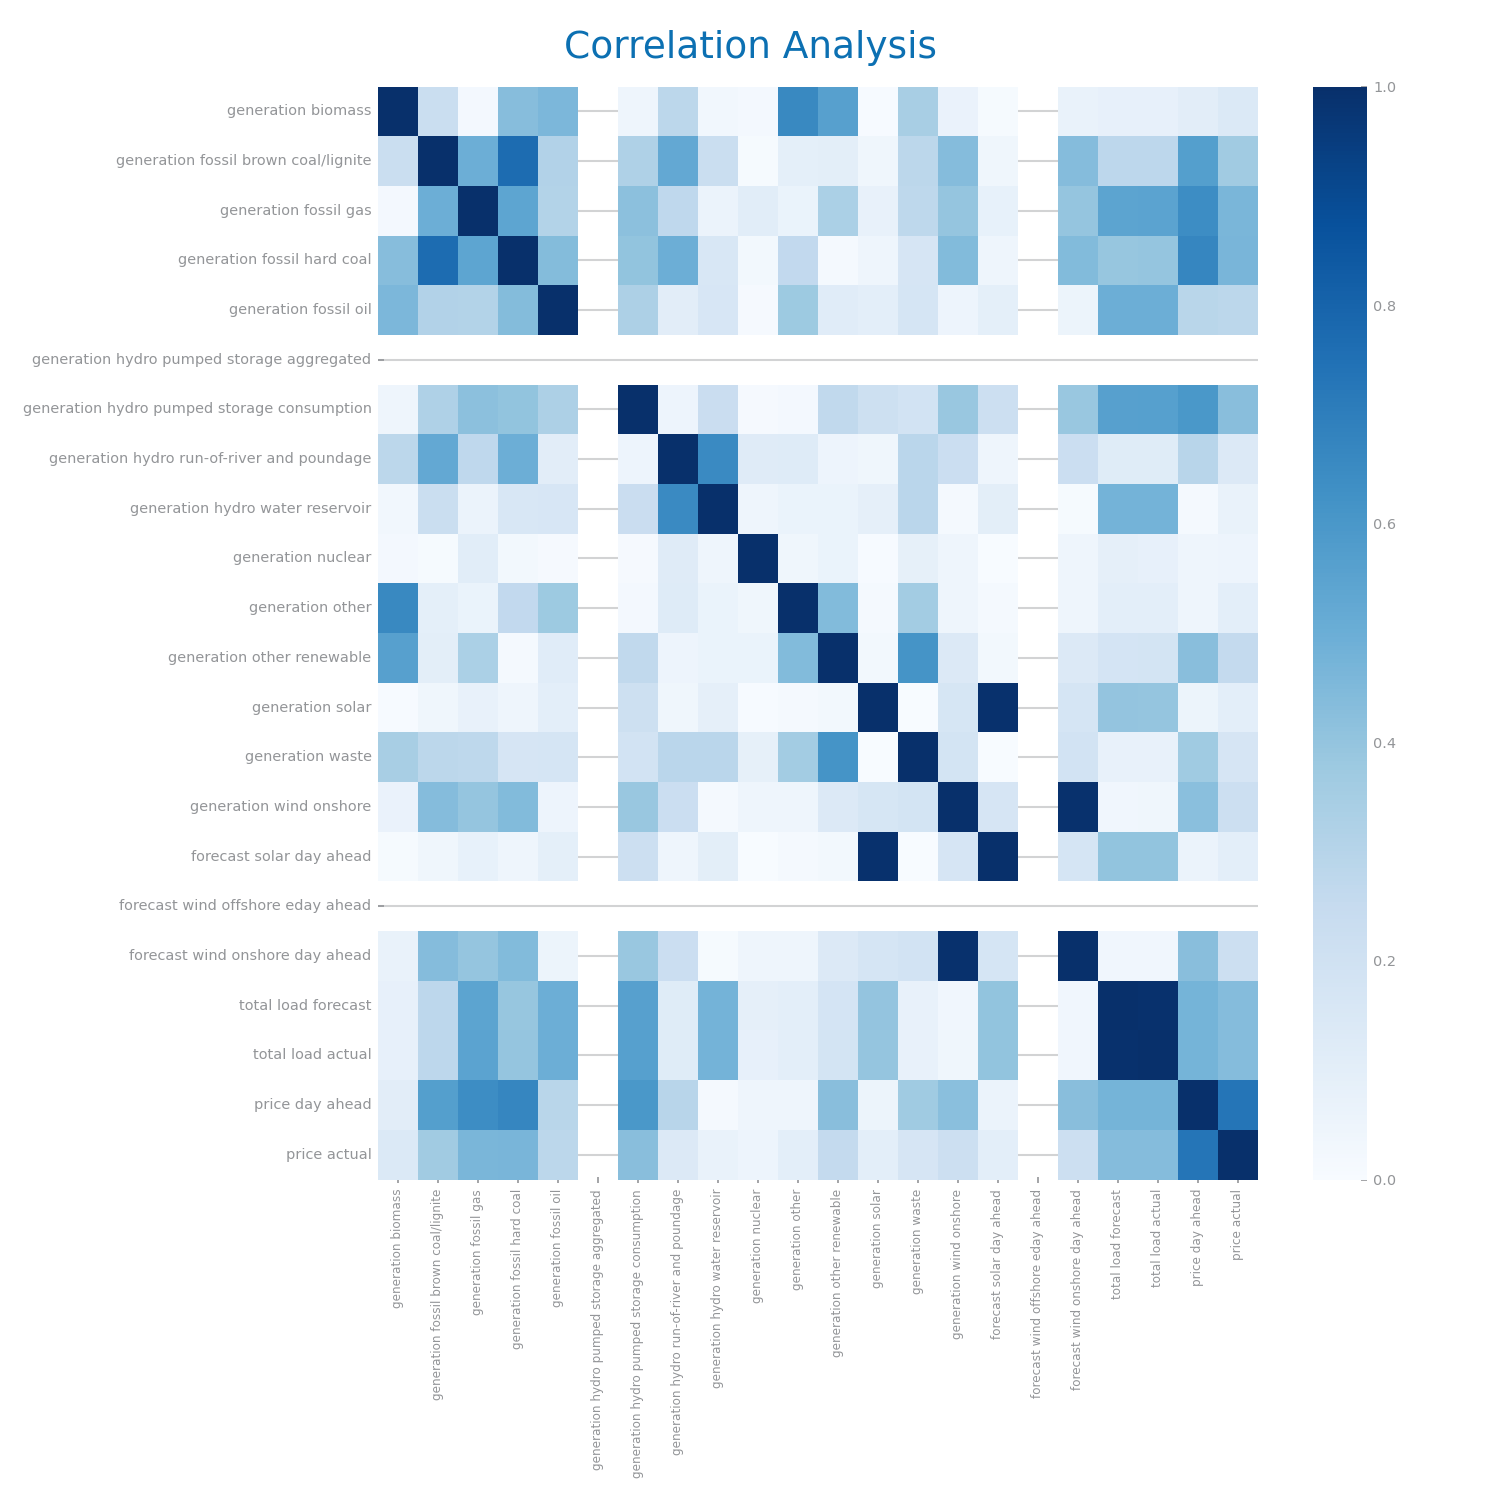 Correlation Analysis
generation biomass
generation fossil brown coal/lignite
generation fossil gas
generation fossil hard coal
generation fossil oil
generation hydro pumped storage aggregated
generation hydro pumped storage consumption
generation hydro run-of-river and poundage
generation hydro water reservoir
generation nuclear
generation other
generation other renewable
generation solar
generation waste
generation wind onshore
forecast solar day ahead
forecast wind offshore eday ahead
forecast wind onshore day ahead
total load forecast
total load actual
price day ahead
price actual
generation biomass
generation fossil brown coal/lignite
generation fossil gas
generation fossil hard coal
generation fossil oil
generation hydro pumped storage aggregated
generation hydro pumped storage consumption
generation hydro run-of-river and poundage
generation hydro water reservoir
generation nuclear
generation other
generation other renewable
generation solar
generation waste
generation wind onshore
forecast solar day ahead
forecast wind offshore eday ahead
forecast wind onshore day ahead
total load forecast
total load actual
price day ahead
price actual
1.0
0.8
0.6
0.4
0.2
0.0